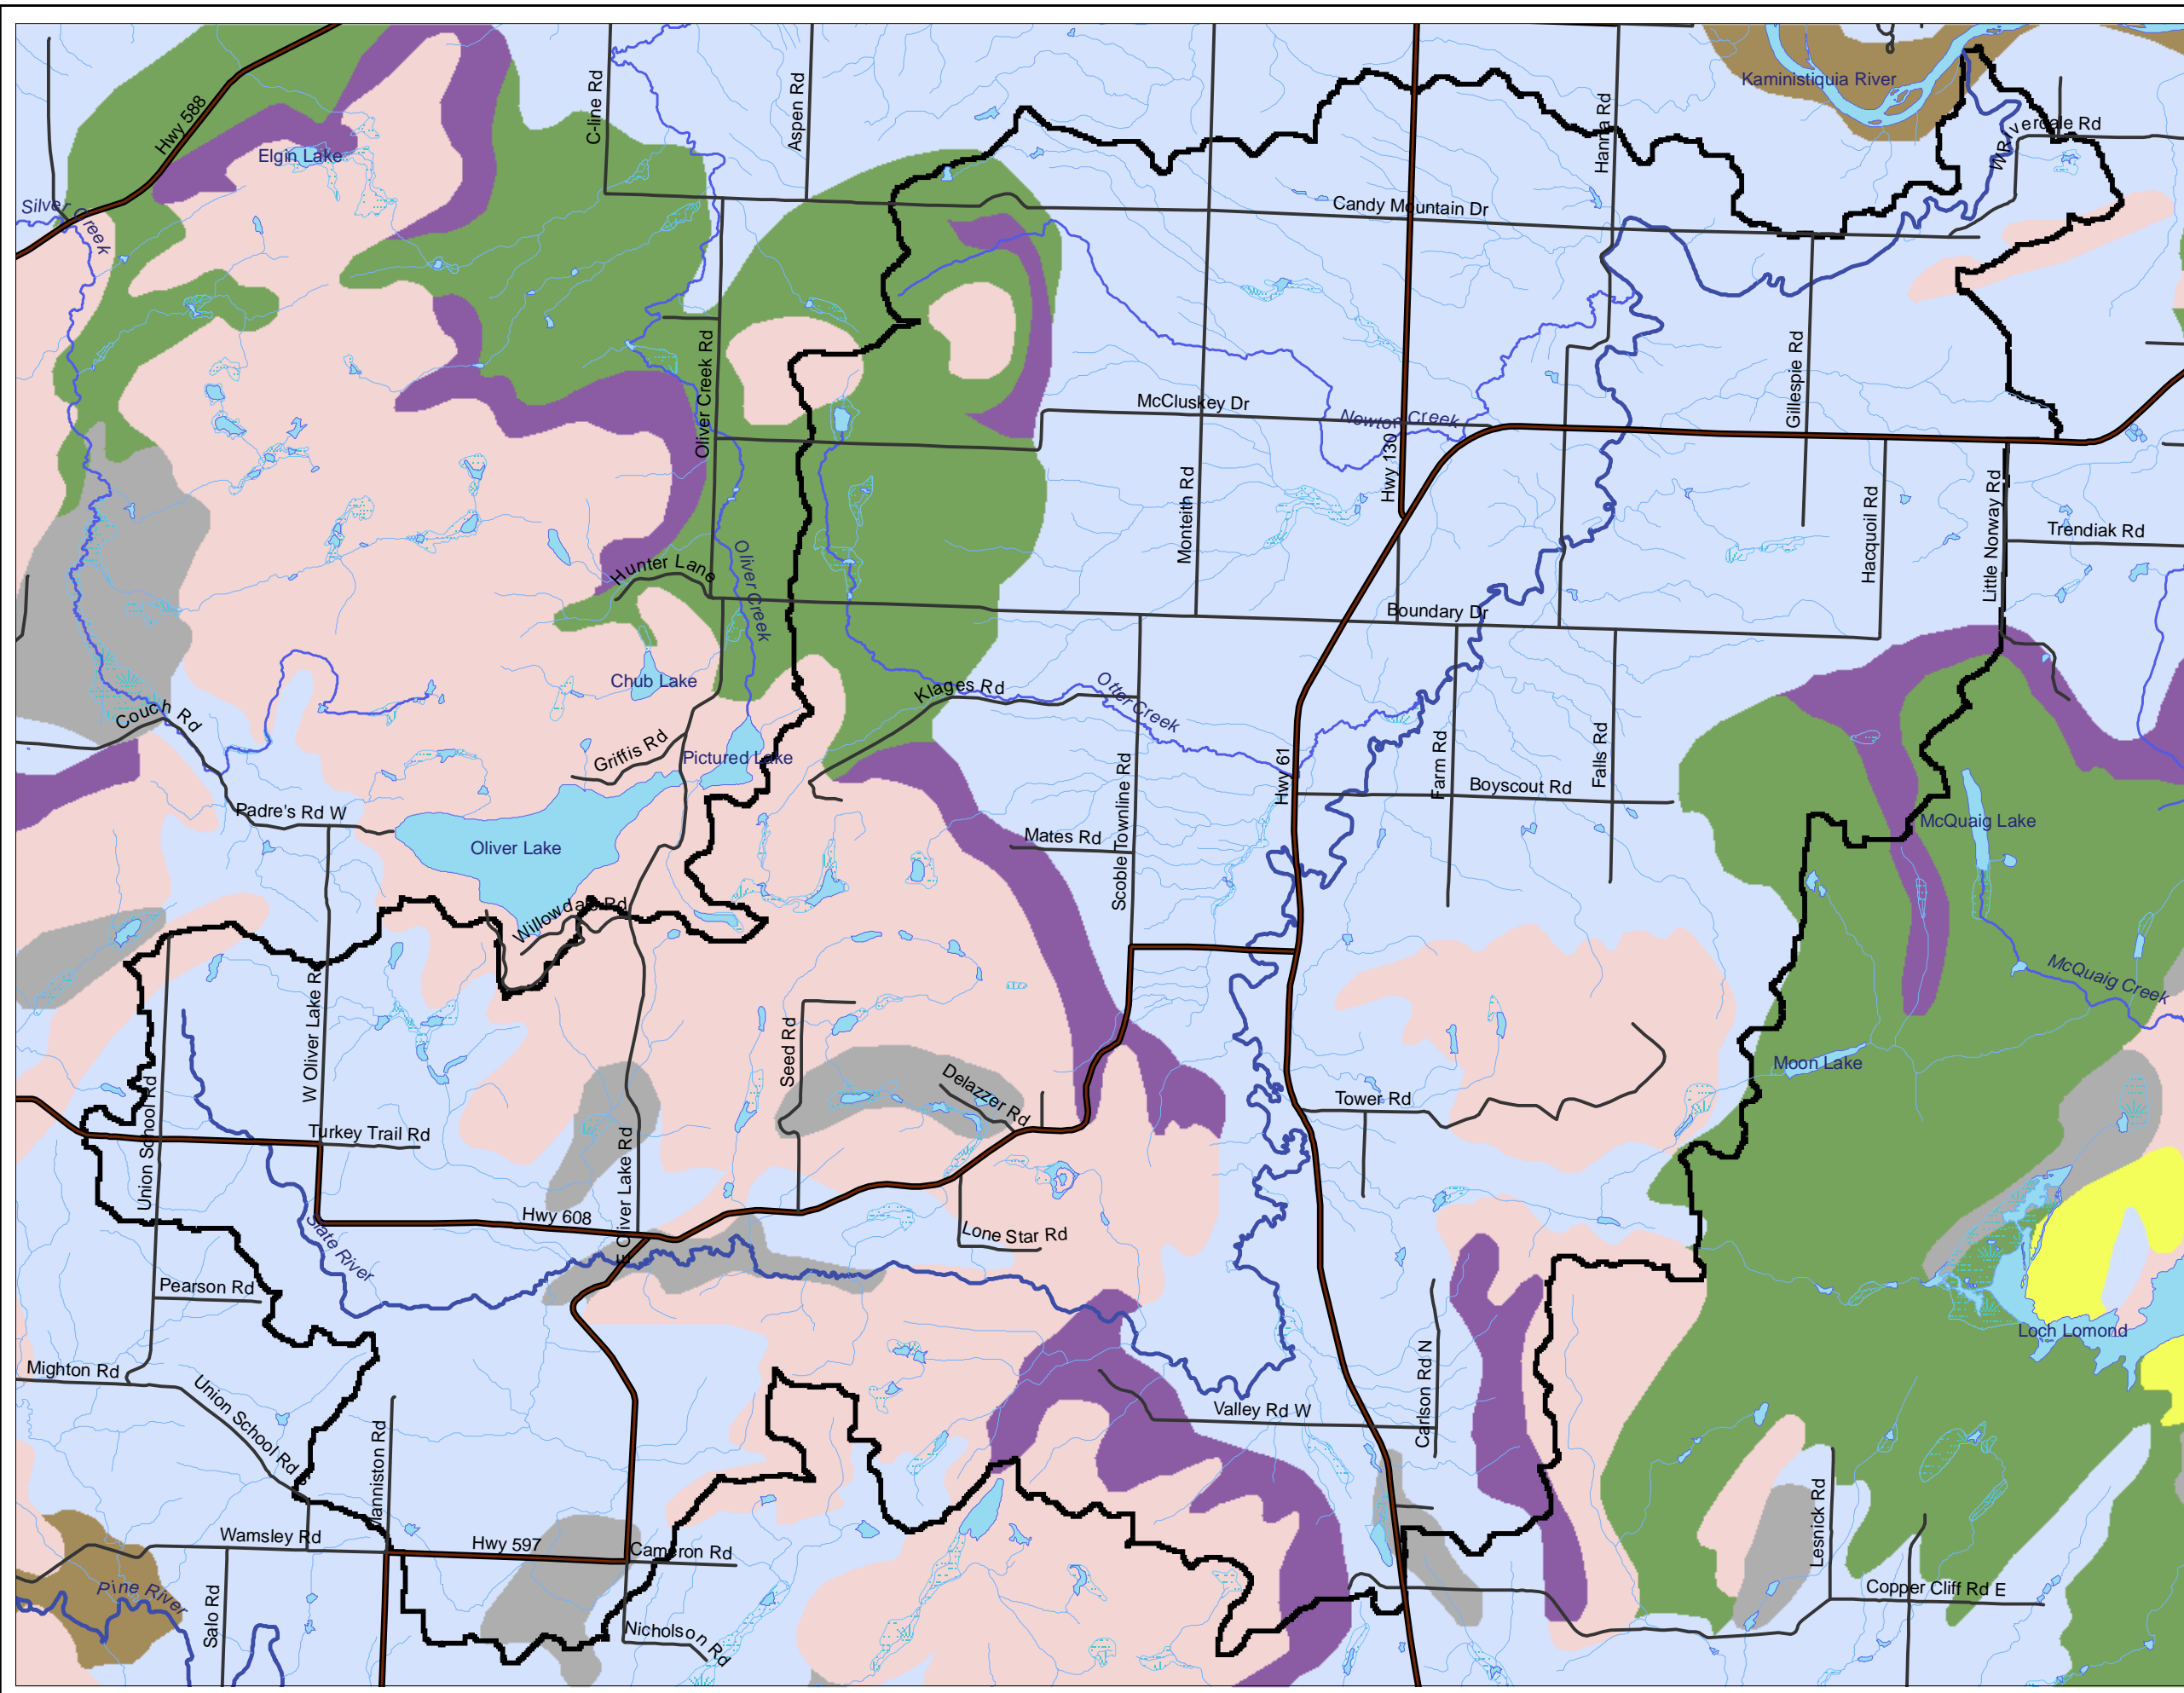 Kaministiquia River
Hwy 588
C-line Rd
Aspen Rd
Hanna Rd
W Riverdale Rd
Elgin Lake
Silver Creek
Candy Mountain Dr
Oliver Creek Rd
Gillespie Rd
McCluskey Dr
Newton Creek
Hwy 130
Monteith Rd
Hacquoil Rd
Little Norway Rd
Trendiak Rd
Hunter Lane
Oliver Creek
Boundary Dr
Chub Lake
Klages Rd
Otter Creek
Couch Rd
Griffis Rd
Pictured Lake
Hwy 61
Farm Rd
Falls Rd
Boyscout Rd
Padre's Rd W
Oliver Lake
Mates Rd
Scoble Townline Rd
McQuaig Lake
Willowdale Rd
McQuaig Creek
W Oliver Lake Rd
Seed Rd
Moon Lake
Union School Rd
Delazzer Rd
Tower Rd
Turkey Trail Rd
E Oliver Lake Rd
Hwy 608
Slate River
Lone Star Rd
Pearson Rd
Loch Lomond
Mighton Rd
Union School Rd
Carlson Rd N
Valley Rd W
Manniston Rd
Lesnick Rd
Wamsley Rd
Hwy 597
Cameron Rd
Pine River
Salo Rd
Copper Cliff Rd E
Nicholson Rd